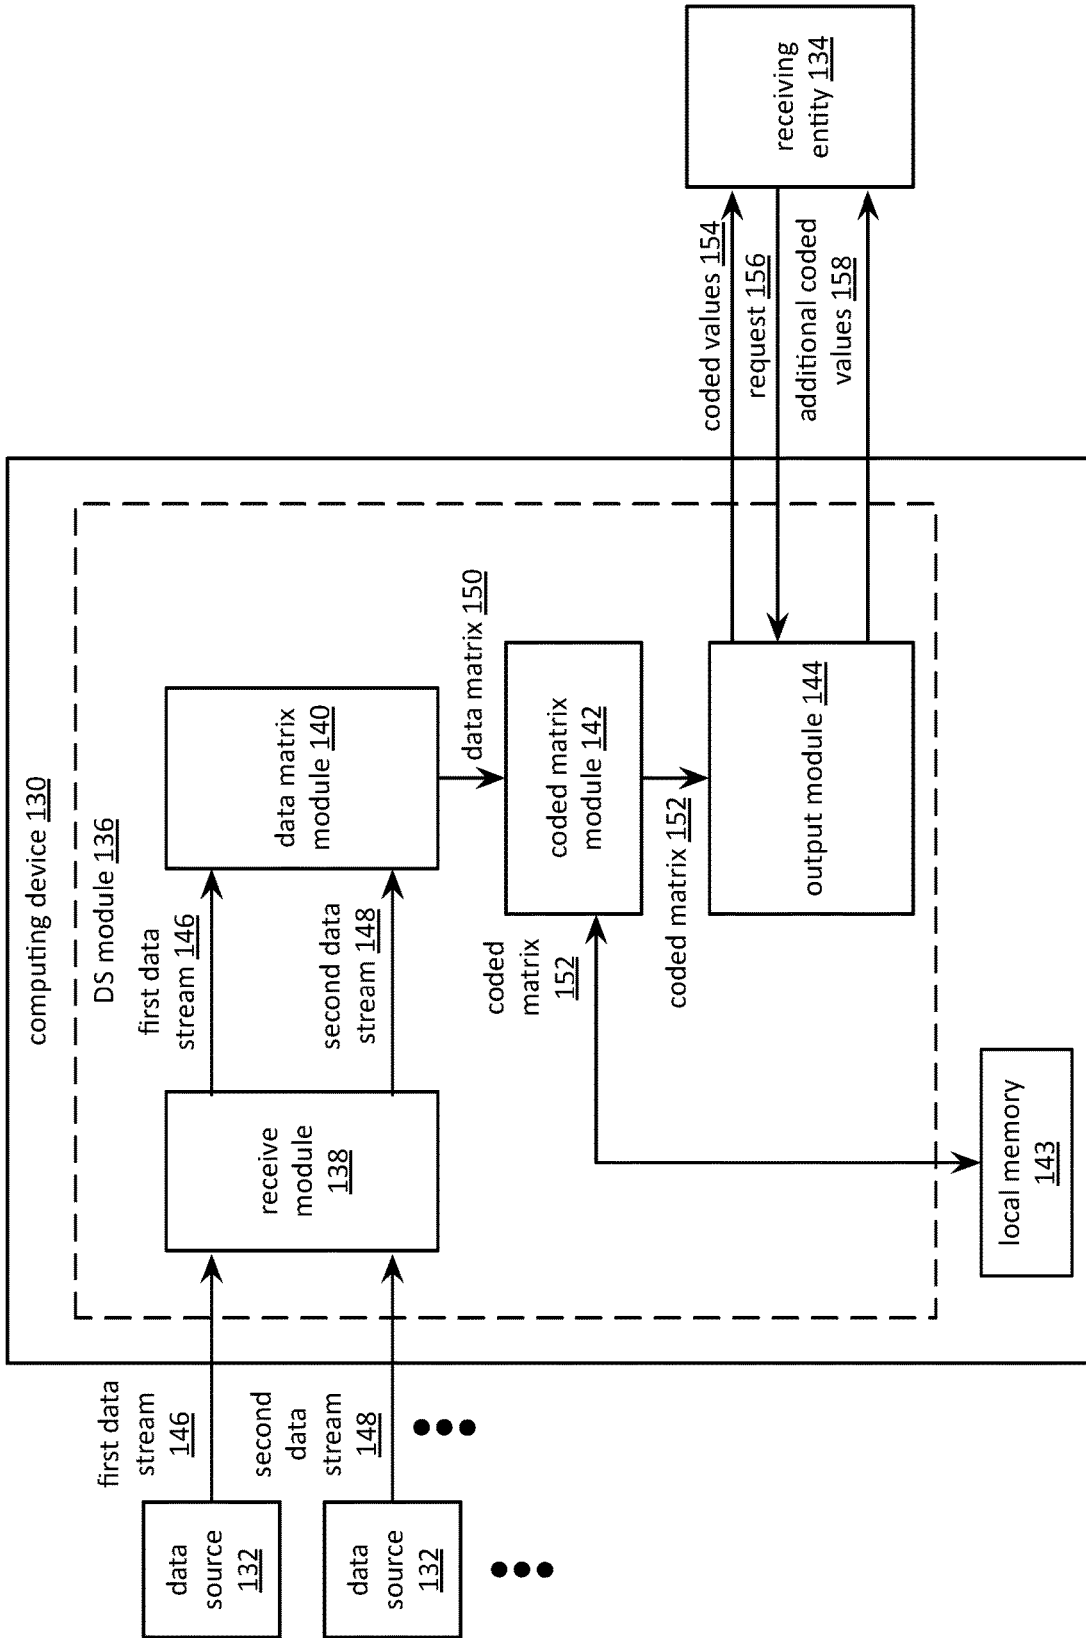 computing device 130
DS module 136
data
source
132
first data
stream
146
data
source
132
second
data
stream
148
receive
module
138
first data
stream 146
second data
stream 148
data matrix
module 140
data matrix 150
coded
matrix
152
coded matrix
module 142
coded matrix 152
output module 144
local memory
143
coded values 154
request 156
additional coded
values 158
receiving
entity 134